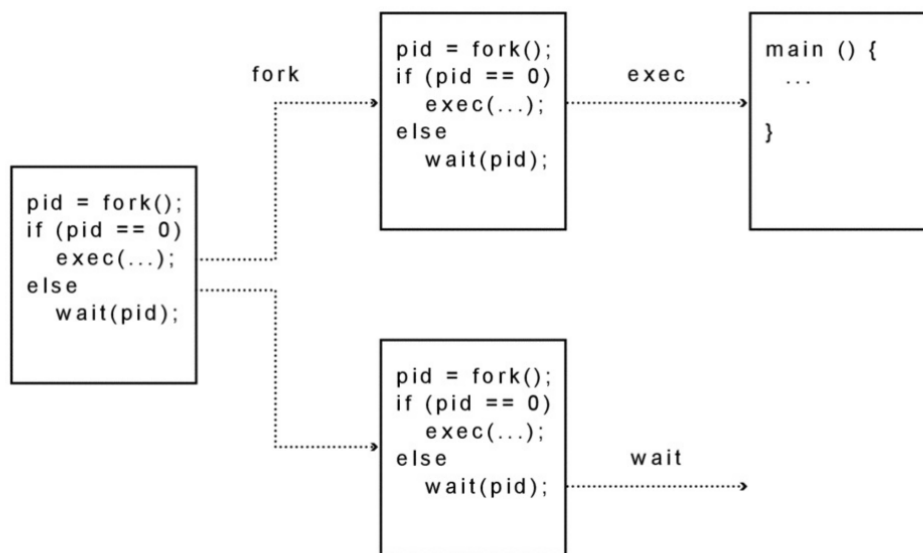 pid = fork();
if (pid == 0)
exec(...);
else
wait(pid);
fork
pid = fork();
if (pid == 0)
exec(...);
else
wait(pid);
exec
main () {
...
}
pid = fork();
if (pid == 0)
exec(...);
else
wait(pid);
wait